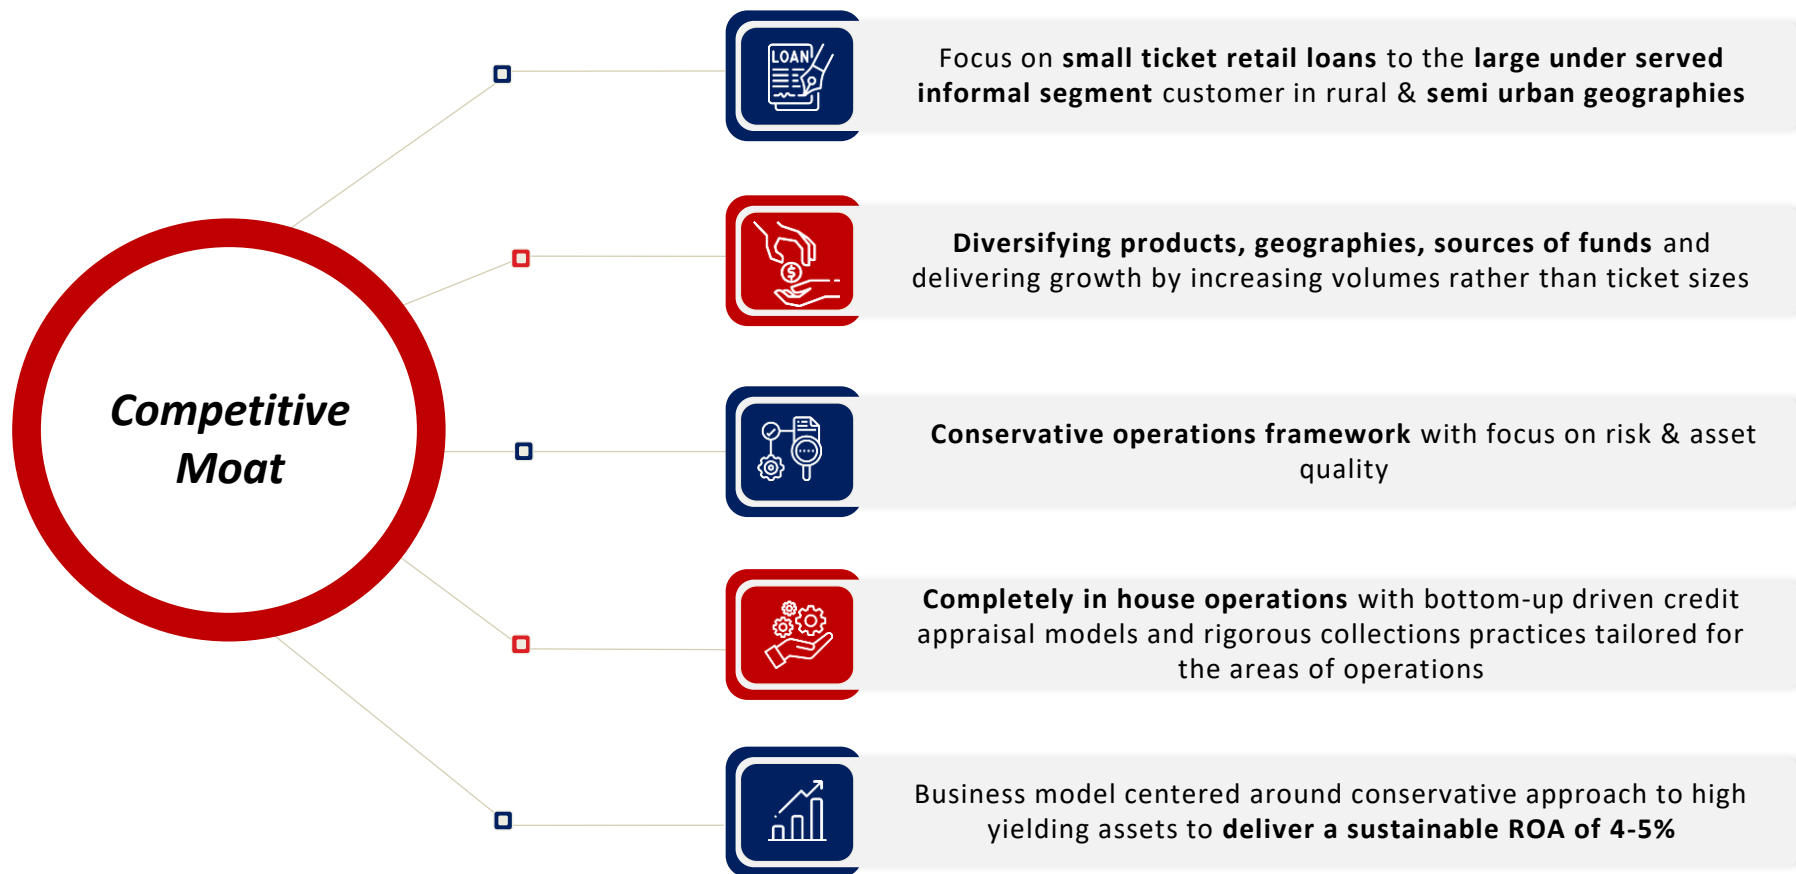 Competitive
Moat
LOAN
Focus on small ticket retail loans to the large under served
informal segment customer in rural & semi urban geographies
$
Diversifying products, geographies, sources of funds and
delivering growth by increasing volumes rather than ticket sizes
Conservative operations framework with focus on risk & asset
quality
Completely in house operations with bottom-up driven credit
appraisal models and rigorous collections practices tailored for
the areas of operations
Business model centered around conservative approach to high
yielding assets to deliver a sustainable ROA of 4-5%